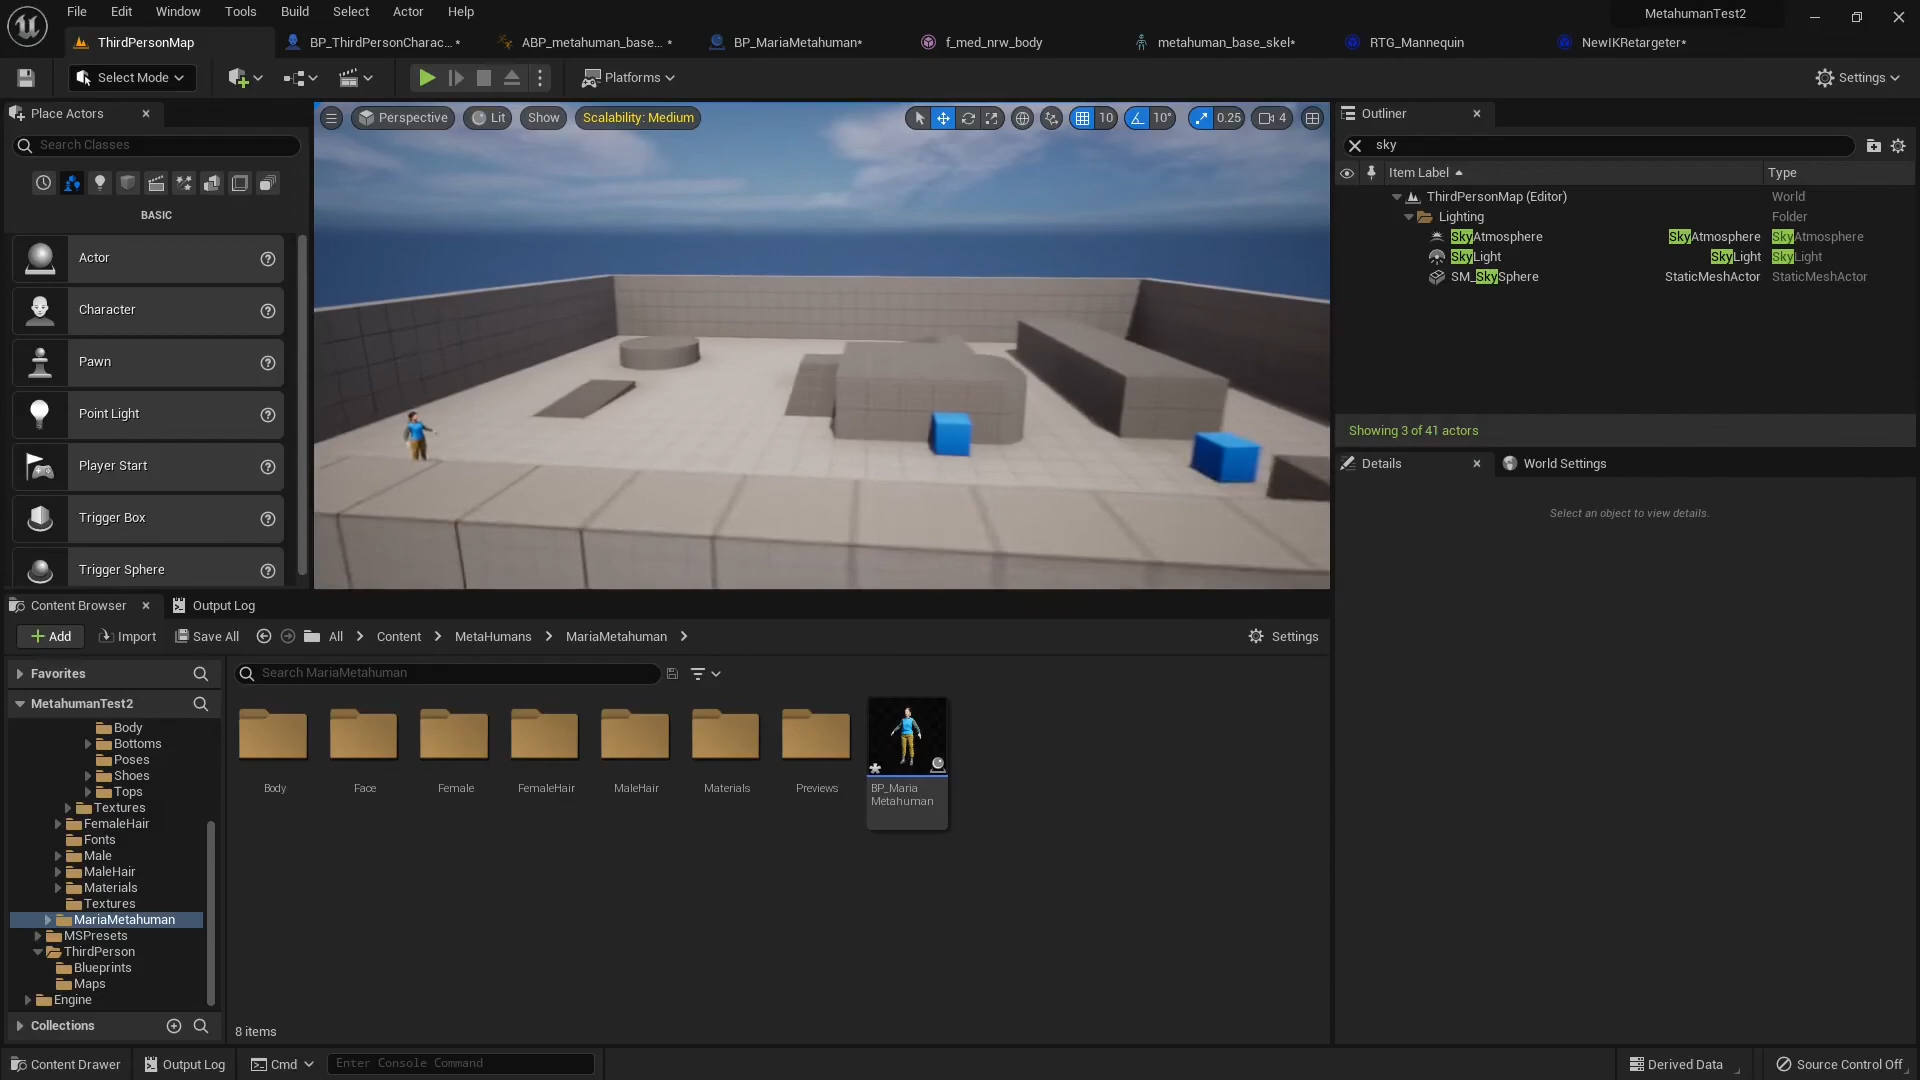 File Edit Window Tools Build Select Actor Help
MetahumanTest2
ThirdPersonMap
BP_ThirdPersonCharac... *
ABP_metahuman_base... *
BP_MariaMetahuman*
f_med_nrw_body
metahuman_base_skel*
RTG_Mannequin
NewIKRetargeter*
Select Mode
Platforms
Settings
Place Actors
Search Classes
BASIC
Actor
Character
Pawn
Point Light
Player Start
Trigger Box
Trigger Sphere
Perspective
Lit
Show
Scalability: Medium
10
10°
0.25
4
Outliner
sky
Item Label Type
ThirdPersonMap (Editor) World
Lighting Folder
SkyAtmosphere SkyAtmosphere SkyAtmosphere
SkyLight SkyLight SkyLight
SM_SkySphere StaticMeshActor StaticMeshActor
Showing 3 of 41 actors
Details
World Settings
Select an object to view details.
Content Browser
Output Log
Add Import Save All All Content MetaHumans MariaMetahuman Settings
Favorites
MetahumanTest2
Body
Bottoms
Poses
Shoes
Tops
Textures
FemaleHair
Fonts
Male
MaleHair
Materials
Textures
MariaMetahuman
MSPresets
ThirdPerson
Blueprints
Maps
Engine
Collections
Search MariaMetahuman
Body
Face
Female
FemaleHair
MaleHair
Materials
Previews
BP_Maria
Metahuman
8 items
Content Drawer Output Log Cmd Enter Console Command Derived Data Source Control Off